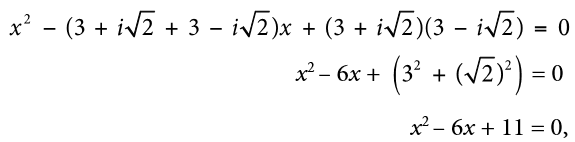 x² − (3 + i√2 + 3 − i√2)x + (3 + i√2)(3 − i√2) = 0
x² − 6x + (3² + (√2)²) = 0
x² − 6x + 11 = 0,